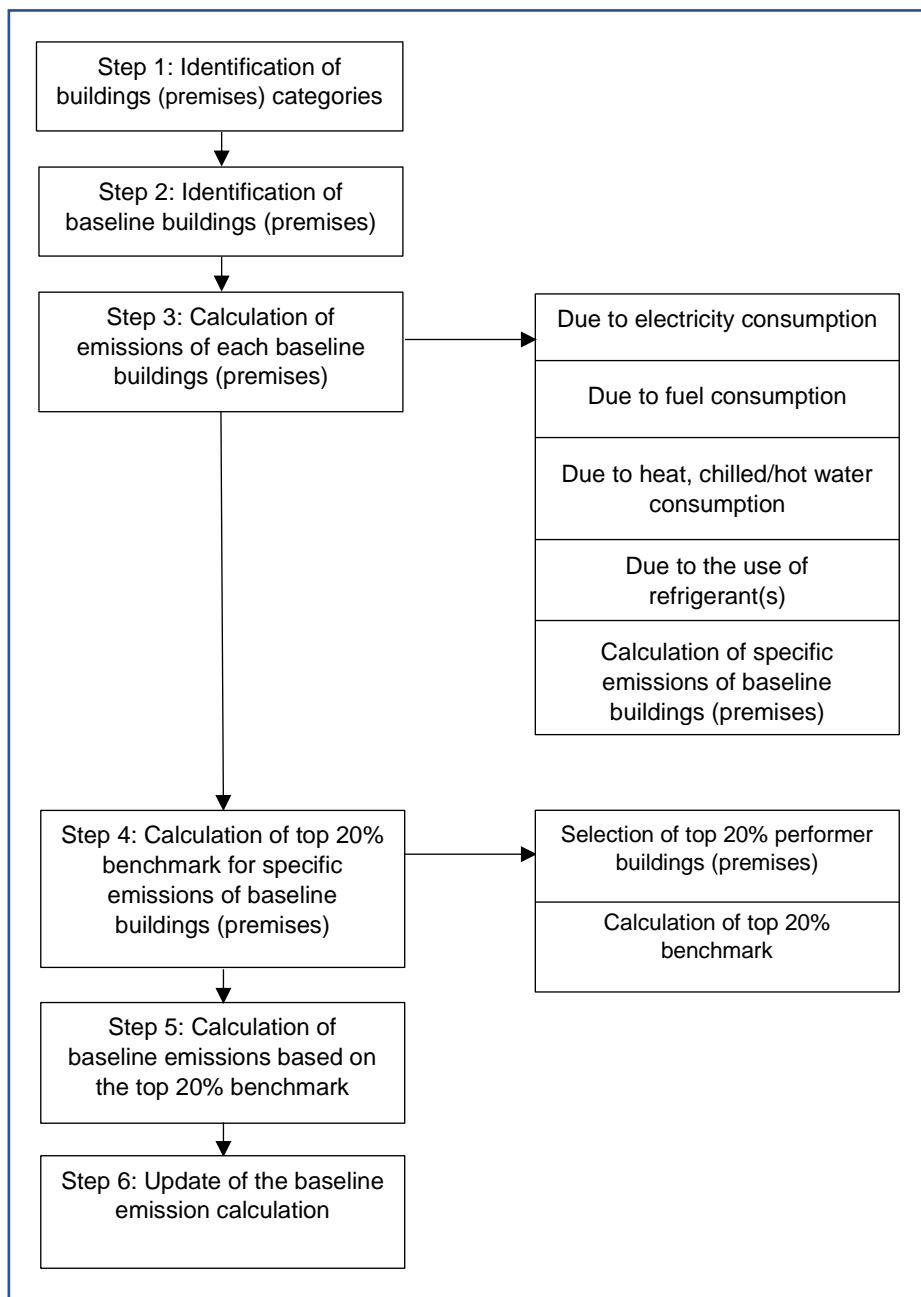 Step 1: Identification of
buildings (premises) categories
Step 2: Identification of
baseline buildings (premises)
Step 3: Calculation of
emissions of each baseline
buildings (premises)
Due to electricity consumption
Due to fuel consumption
Due to heat, chilled/hot water
consumption
Due to the use of
refrigerant(s)
Calculation of specific
emissions of baseline
buildings (premises)
Step 4: Calculation of top 20%
benchmark for specific
emissions of baseline
buildings (premises)
Selection of top 20% performer
buildings (premises)
Calculation of top 20%
benchmark
Step 5: Calculation of
baseline emissions based on
the top 20% benchmark
Step 6: Update of the baseline
emission calculation